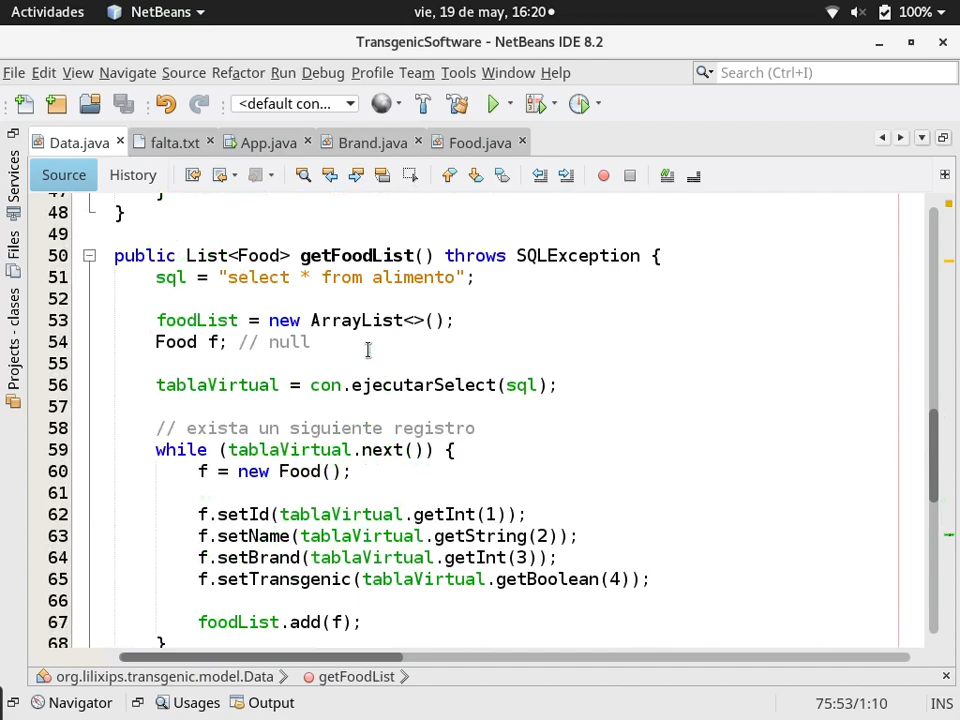 Actividades NetBeans vie, 19 de may, 16:20 100%
TransgenicSoftware - NetBeans IDE 8.2
File Edit View Navigate Source Refactor Run Debug Profile Team Tools Window Help Search (Ctrl+I)
<default con...
Data.java falta.txt App.java Brand.java Food.java
Source History
Services
Files
Projects - clases
47 }
48 }
49
50 public List<Food> getFoodList() throws SQLException {
51 sql = "select * from alimento";
52
53 foodList = new ArrayList<>();
54 Food f; // null
55
56 tablaVirtual = con.ejecutarSelect(sql);
57
58 // exista un siguiente registro
59 while (tablaVirtual.next()) {
60 f = new Food();
61
62 f.setId(tablaVirtual.getInt(1));
63 f.setName(tablaVirtual.getString(2));
64 f.setBrand(tablaVirtual.getInt(3));
65 f.setTransgenic(tablaVirtual.getBoolean(4));
66
67 foodList.add(f);
68 }
org.lilixips.transgenic.model.Data getFoodList
Navigator Usages Output 75:53/1:10 INS